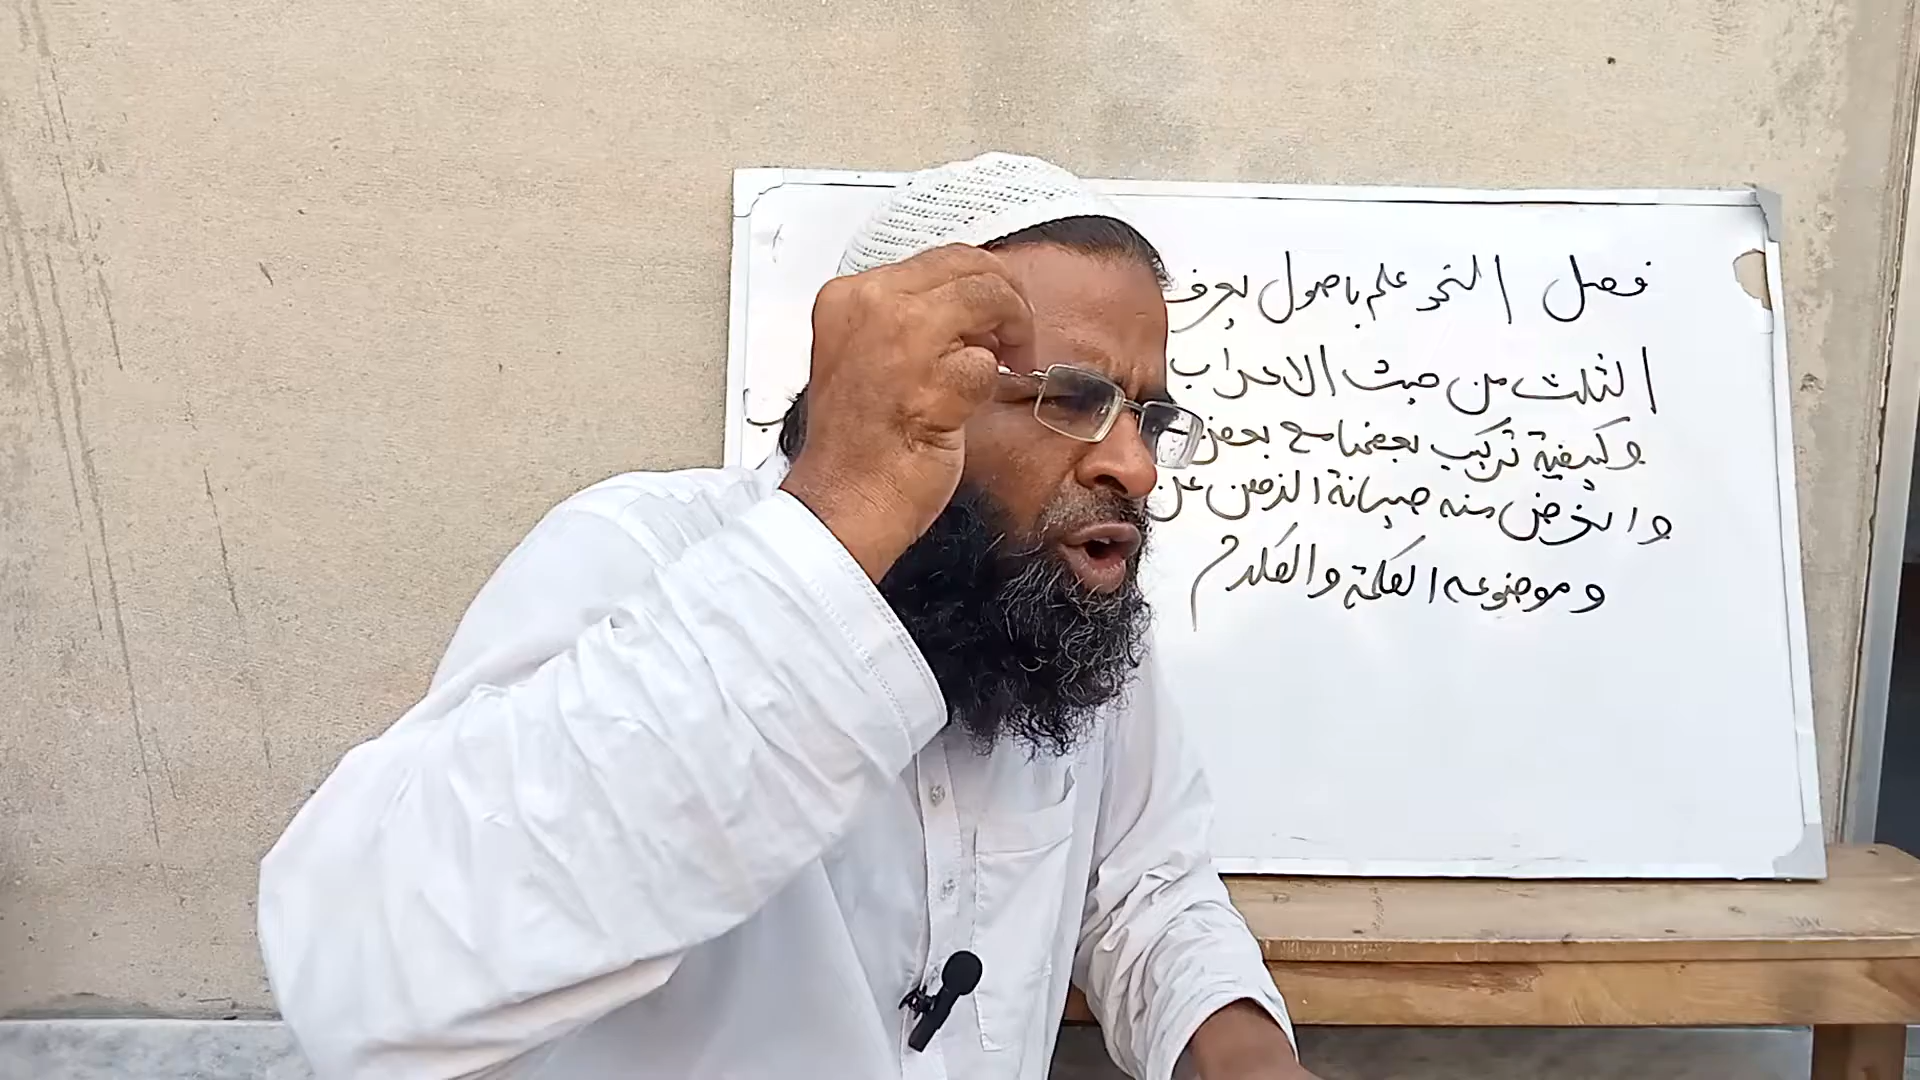 فصل النحو علم باصول يعرف
الثلث من حيث الاعراب
وكيفية تركيب بعضها مع بعض
والغرض منه صيانة الذهن عن
وموضوعه الكلمة والكلام